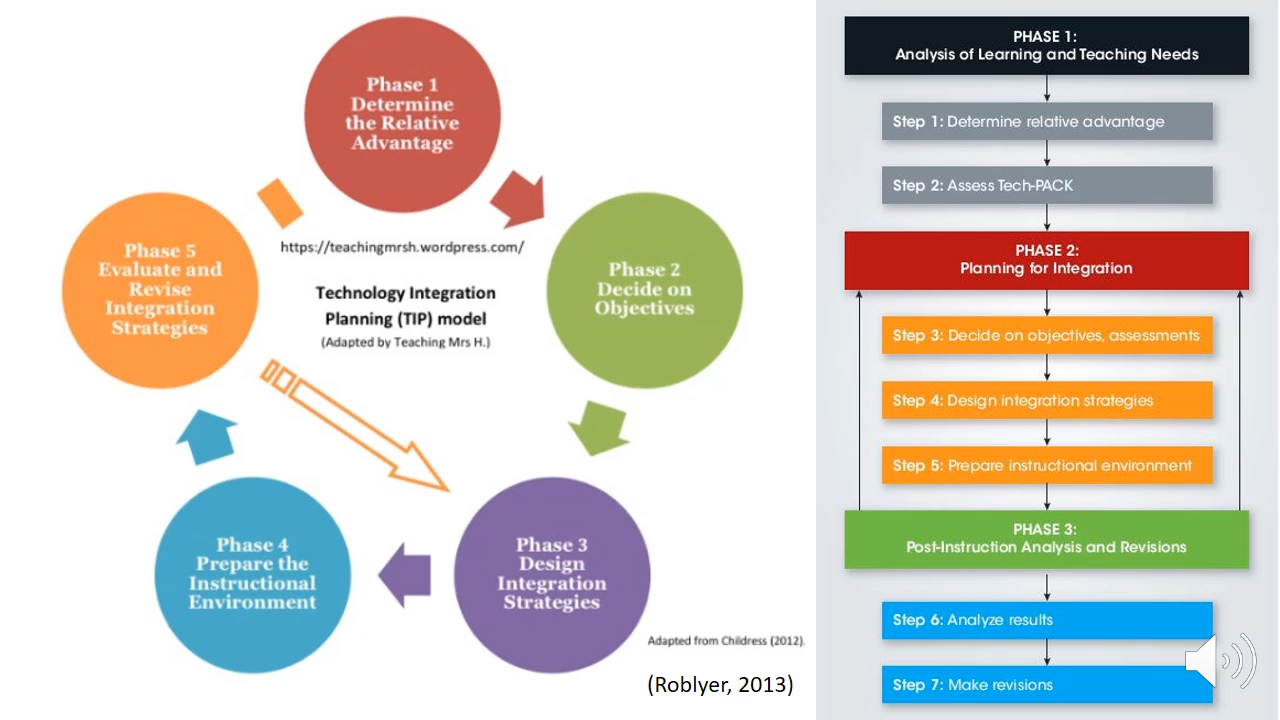 Phase 1
Determine
the Relative
Advantage
Phase 2
Decide on
Objectives
Phase 3
Design
Integration
Strategies
Phase 4
Prepare the
Instructional
Environment
Phase 5
Evaluate and
Revise
Integration
Strategies
https://teachingmrsh.wordpress.com/
Technology Integration
Planning (TIP) model
(Adapted by Teaching Mrs H.)
Adapted from Childress (2012).
(Roblyer, 2013)
PHASE 1:
Analysis of Learning and Teaching Needs
Step 1: Determine relative advantage
Step 2: Assess Tech-PACK
PHASE 2:
Planning for Integration
Step 3: Decide on objectives, assessments
Step 4: Design integration strategies
Step 5: Prepare instructional environment
PHASE 3:
Post-Instruction Analysis and Revisions
Step 6: Analyze results
Step 7: Make revisions